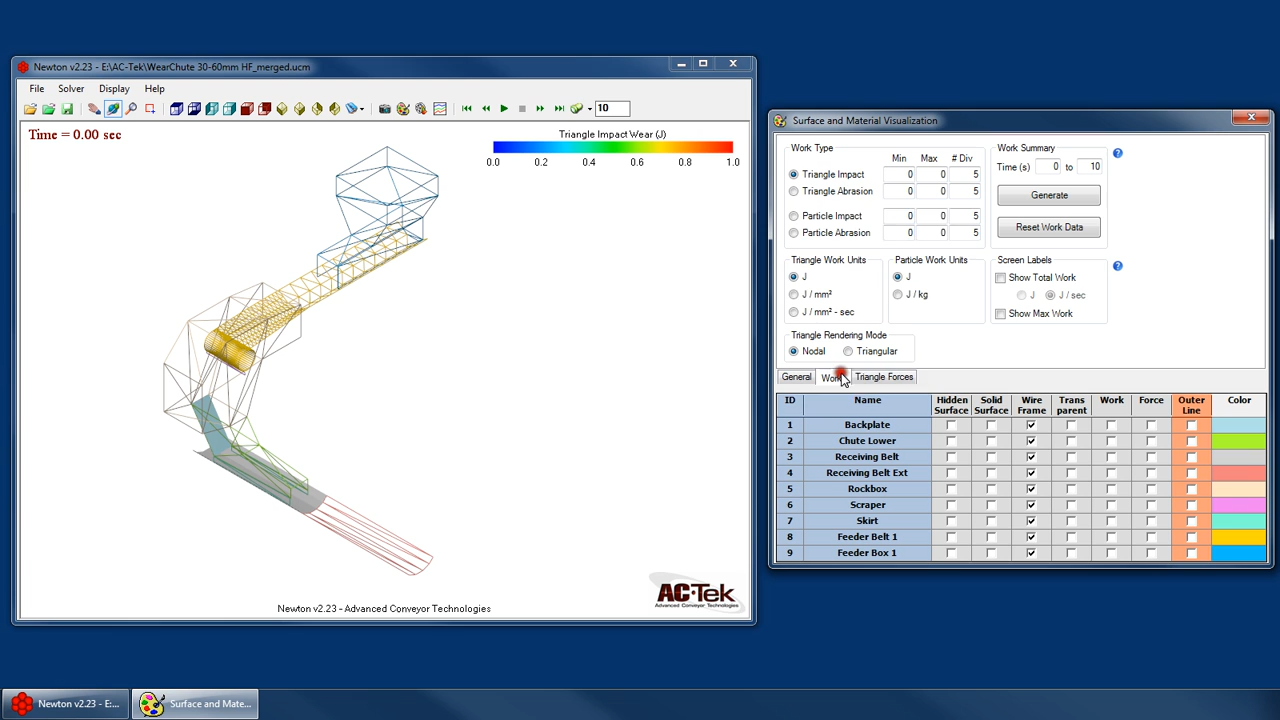 Newton v2.23 - E:\AC-Tek\WearChute 30-60mm HF_merged.ucm
File Solver Display Help
10
Time = 0.00 sec
Triangle Impact Wear (J)
0.0 0.2 0.4 0.6 0.8 1.0
AC-Tek
Advanced Conveyor Technologies
Newton v2.23 - Advanced Conveyor Technologies
Surface and Material Visualization
Work Type
Min Max # Div
Triangle Impact 0 0 5
Triangle Abrasion 0 0 5
Particle Impact 0 0 5
Particle Abrasion 0 0 5
Work Summary
Time (s) 0 to 10
Generate
Reset Work Data
Triangle Work Units
J
J / mm²
J / mm² - sec
Particle Work Units
J
J / kg
Screen Labels
Show Total Work
J J / sec
Show Max Work
Triangle Rendering Mode
Nodal Triangular
General Work Triangle Forces
ID Name Hidden Surface Solid Surface Wire Frame Trans parent Work Force Outer Line Color
1 Backplate
2 Chute Lower
3 Receiving Belt
4 Receiving Belt Ext
5 Rockbox
6 Scraper
7 Skirt
8 Feeder Belt 1
9 Feeder Box 1
Newton v2.23 - E:...
Surface and Mate...